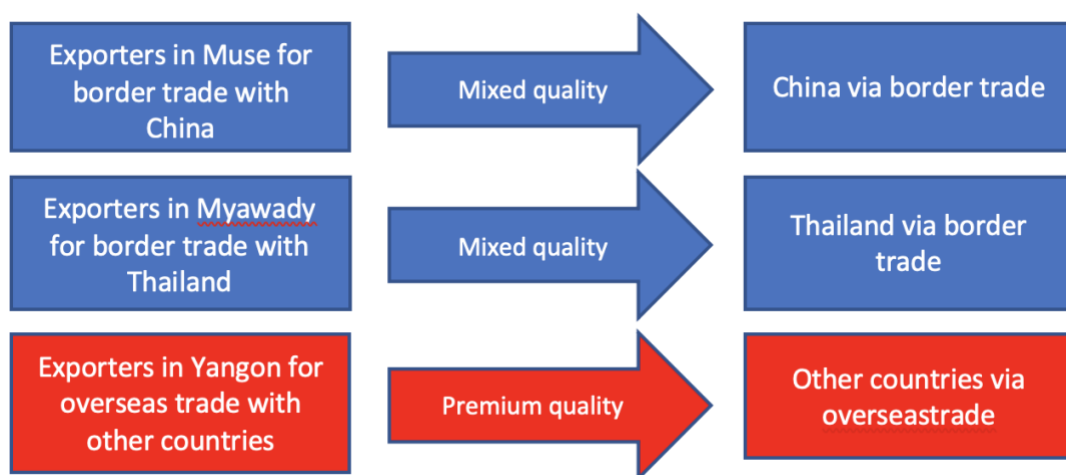 Exporters in Muse for
border trade with
China
Mixed quality
China via border trade
Exporters in Myawady
for border trade with
Thailand
Mixed quality
Thailand via border
trade
Exporters in Yangon for
overseas trade with
other countries
Premium quality
Other countries via
overseastrade